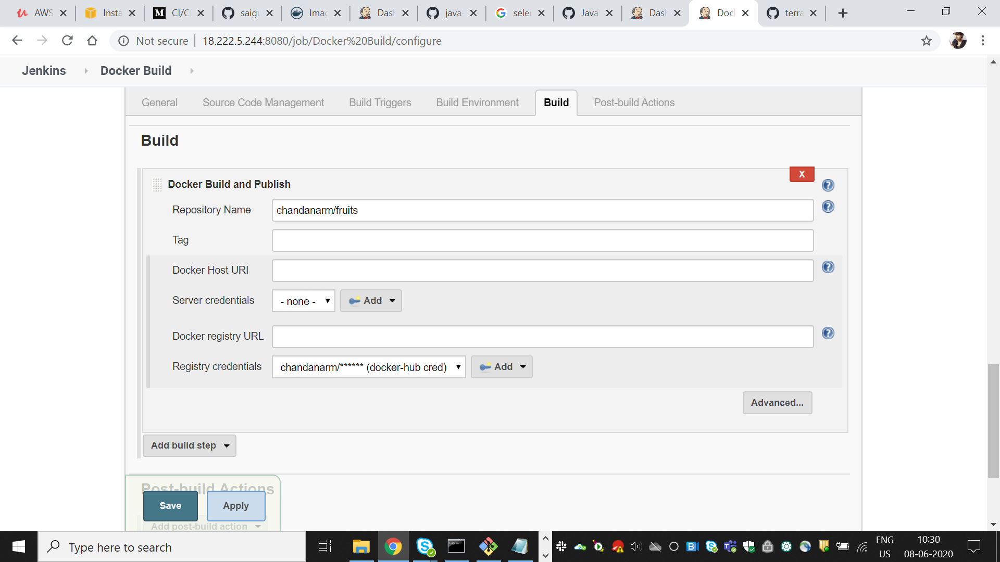 AWS
Insta
CI/C
saigu
Imag
Dash
java-
seler
Java
Dash
Doc
terra
Not secure
18.222.5.244:8080/job/Docker%20Build/configure
Jenkins
Docker Build
General
Source Code Management
Build Triggers
Build Environment
Build
Post-build Actions
Build
X
Docker Build and Publish
Repository Name
chandanarm/fruits
Tag
Docker Host URI
Server credentials
- none -
Add
Docker registry URL
Registry credentials
chandanarm/****** (docker-hub cred)
Add
Advanced...
Add build step
Post-build Actions
Save
Apply
Add post-build action
Type here to search
ENG
US
10:30
08-06-2020